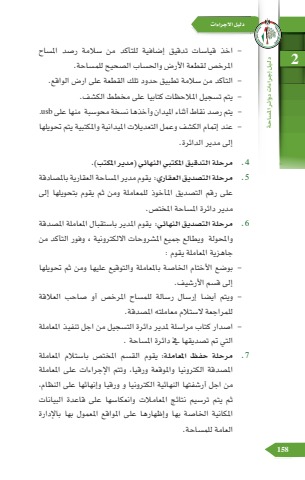 دليل الاجراءات
2
دليل إجراءات دوائر المساحة
- اخذ قياسات تدقيق إضافية للتأكد من سلامة رصد المساح
المرخص لقطعة الأرض والحساب الصحيح للمساحة.
- التأكد من سلامة تطبيق حدود تلك القطعة على ارض الواقع.
- يتم تسجيل الملاحظات كتابيا على مخطط الكشف.
- يتم رصد نقاط أثناء الميدان وأخذها نسخة محوسبة منها على usb.
- عند إتمام الكشف وعمل التعديلات الميدانية والمكتبية يتم تحويلها
إلى مدير الدائرة.
4. مرحلة التدقيق المكتبي النهائي (مدير المكتب).
5. مرحلة التصديق العقاري: يقوم مدير المساحة العقارية بالمصادقة
على رقم التصديق المأخوذ للمعاملة ومن ثم يقوم بتحويلها إلى
مدير دائرة المساحة المختص.
6. مرحلة التصديق النهائي: يقوم المدير باستقبال المعاملة المصدقة
والمحولة ويطالع جميع المشروحات الالكترونية ، وفور التأكد من
جاهزية المعاملة يقوم :
- بوضع الأختام الخاصة بالمعاملة والتوقيع عليها ومن ثم تحويلها
إلى قسم الأرشيف.
- ويتم أيضا إرسال رسالة للمساح المرخص أو صاحب العلاقة
للمراجعة لاستلام معاملته المصدقة.
- اصدار كتاب مراسلة لمدير دائرة التسجيل من اجل تنفيذ المعاملة
التي تم تصديقها في دائرة المساحة .
7. مرحلة حفظ المعاملة: يقوم القسم المختص باستلام المعاملة
المصدقة الكترونيا والموقعة ورقيا، وتتم الإجراءات على المعاملة
من اجل أرشفتها النهائية الكترونيا و ورقيا وإنهائها على النظام،
ثم يتم ترسيم نتائج المعاملات وانعكاسها على قاعدة البيانات
المكانية الخاصة بها وإظهارها على المواقع المعمول بها بالإدارة
العامة للمساحة.
158